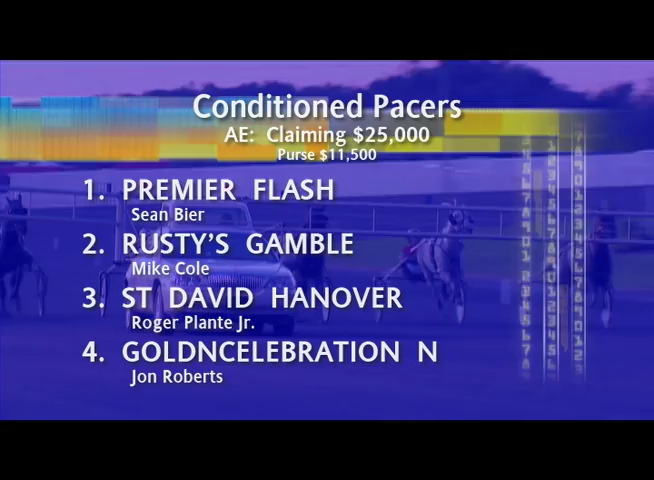 Conditioned Pacers
AE: Claiming $25,000
Purse $11,500
1. PREMIER FLASH
Sean Bier
2. RUSTY'S GAMBLE
Mike Cole
3. ST DAVID HANOVER
Roger Plante Jr.
4. GOLDNCELEBRATION N
Jon Roberts